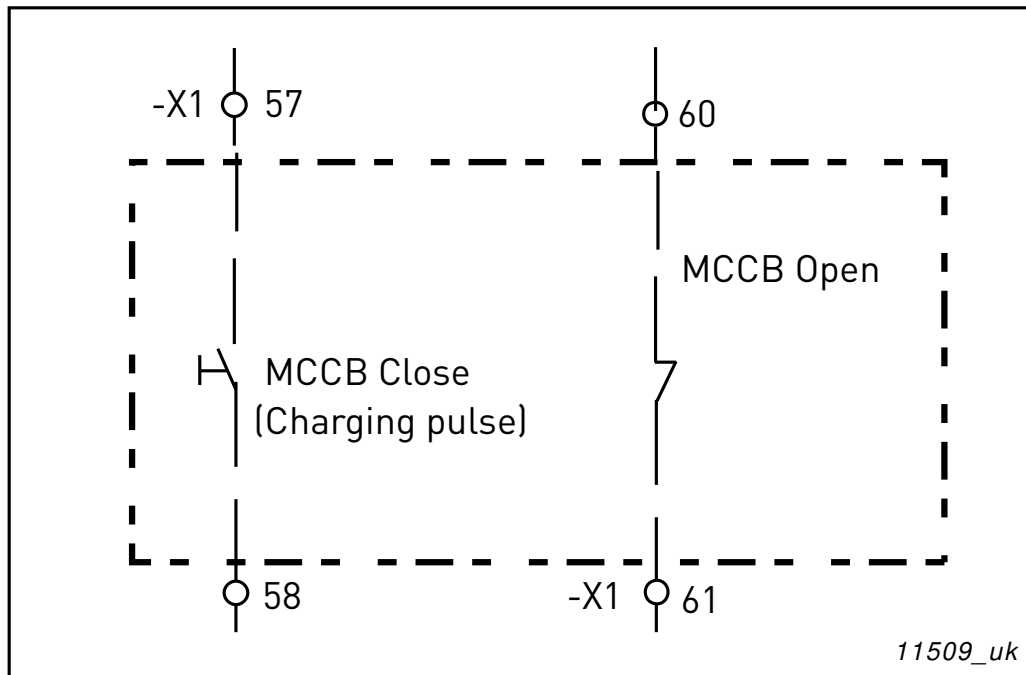 -X1 57
60
MCCB Open
MCCB Close
(Charging pulse)
58
-X1 61
11509_uk